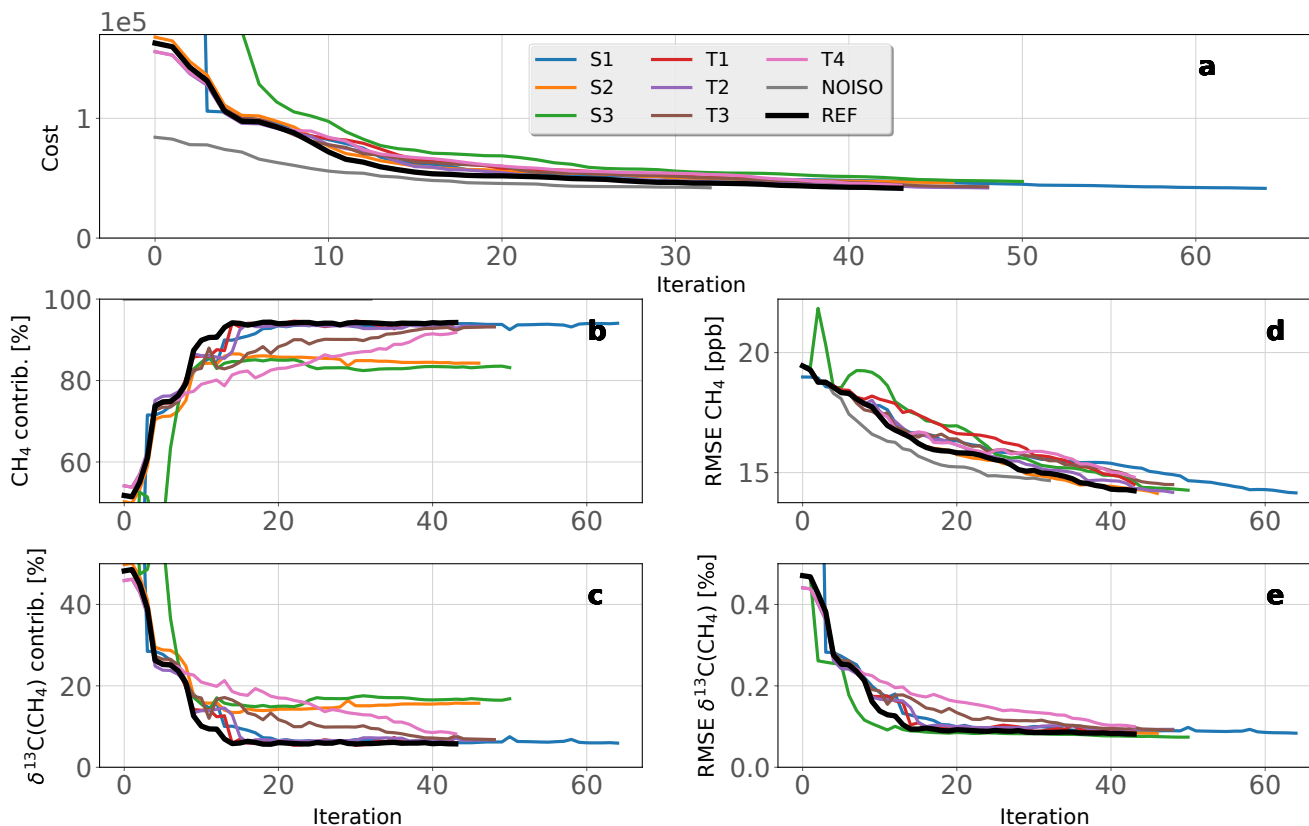 1e5
a
S1 T1 T4
S2 T2 NOISO
S3 T3 REF
Cost
1
0
0 10 20 30 40 50 60
Iteration
b
CH₄ contrib. [%]
100
80
60
0 20 40 60
d
RMSE CH₄ [ppb]
20
15
0 20 40 60
c
δ¹³C(CH₄) contrib. [%]
40
20
0
0 20 40 60
Iteration
e
RMSE δ¹³C(CH₄) [‰]
0.4
0.2
0.0
0 20 40 60
Iteration